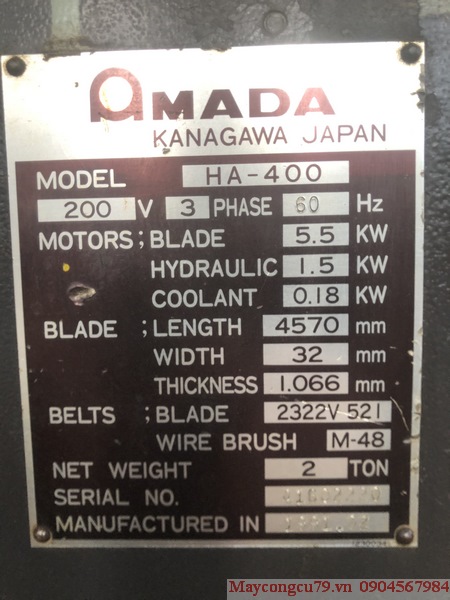 AMADA
KANAGAWA JAPAN
MODEL HA-400
200 V 3 PHASE 60 Hz
MOTORS; BLADE 5.5 KW
HYDRAULIC 1.5 KW
COOLANT 0.18 KW
BLADE ; LENGTH 4570 mm
WIDTH 32 mm
THICKNESS 1.066 mm
BELTS ; BLADE 2322V521
WIRE BRUSH M-48
NET WEIGHT 2 TON
SERIAL NO.
MANUFACTURED IN
Maycongcu79.vn 0904567984